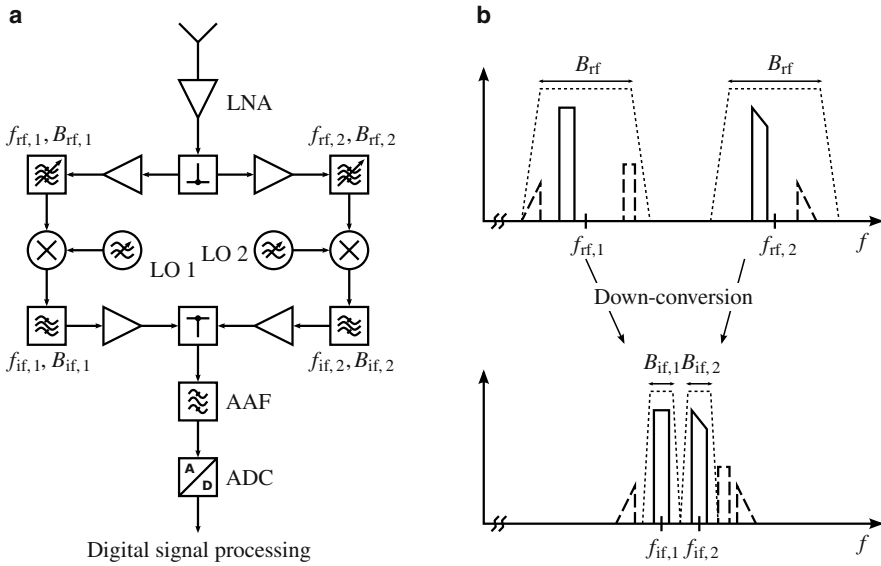 a
LNA
f_rf, 1, B_rf, 1
f_rf, 2, B_rf, 2
LO 1
LO 2
f_if, 1, B_if, 1
f_if, 2, B_if, 2
AAF
A
D
ADC
Digital signal processing
b
B_rf
B_rf
f_rf, 1
f_rf, 2
f
Down-conversion
B_if, 1
B_if, 2
f_if, 1
f_if, 2
f